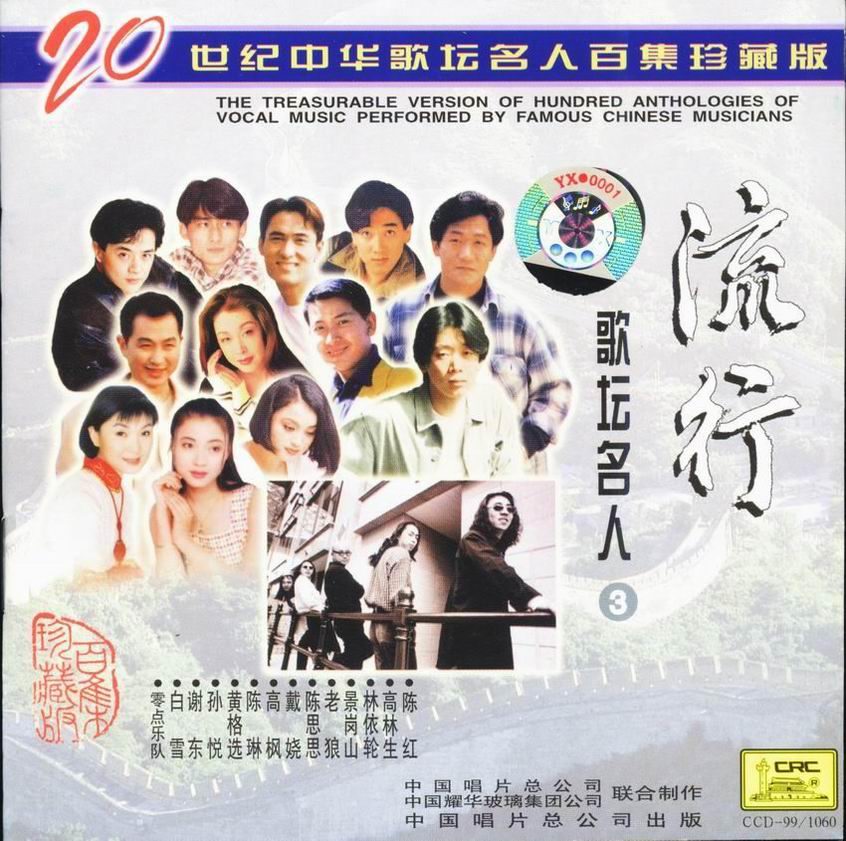 20世纪中华歌坛名人百集珍藏版
THE TREASURABLE VERSION OF HUNDRED ANTHOLOGIES OF
VOCAL MUSIC PERFORMED BY FAMOUS CHINESE MUSICIANS
YX●0001
流行
歌坛名人
3
百集
珍藏版
陈红
高林生
林依轮
景岗山
老狼
陈思思
戴娆
高枫
陈琳
黄格选
孙悦
谢东
白雪
零点乐队
中国唱片总公司
中国耀华玻璃集团公司
联合制作
中国唱片总公司出版
CRC
®
CCD-99/1060